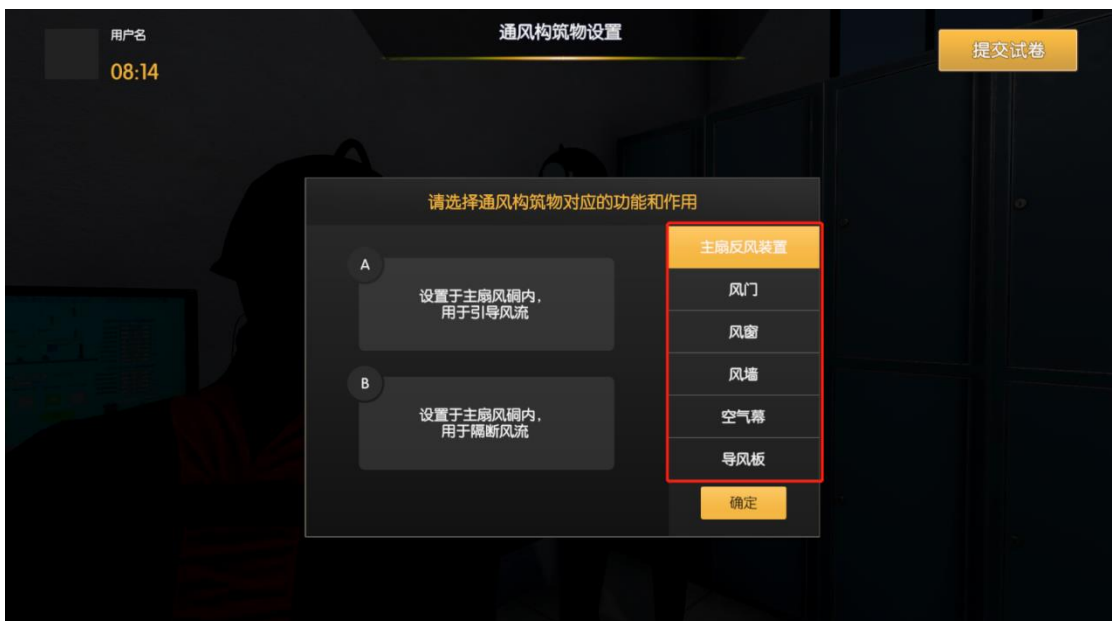 用户名
08:14
通风构筑物设置
提交试卷
请选择通风构筑物对应的功能和作用
A
设置于主扇风硐内，
用于引导风流
B
设置于主扇风硐内，
用于隔断风流
主扇反风装置
风门
风窗
风墙
空气幕
导风板
确定